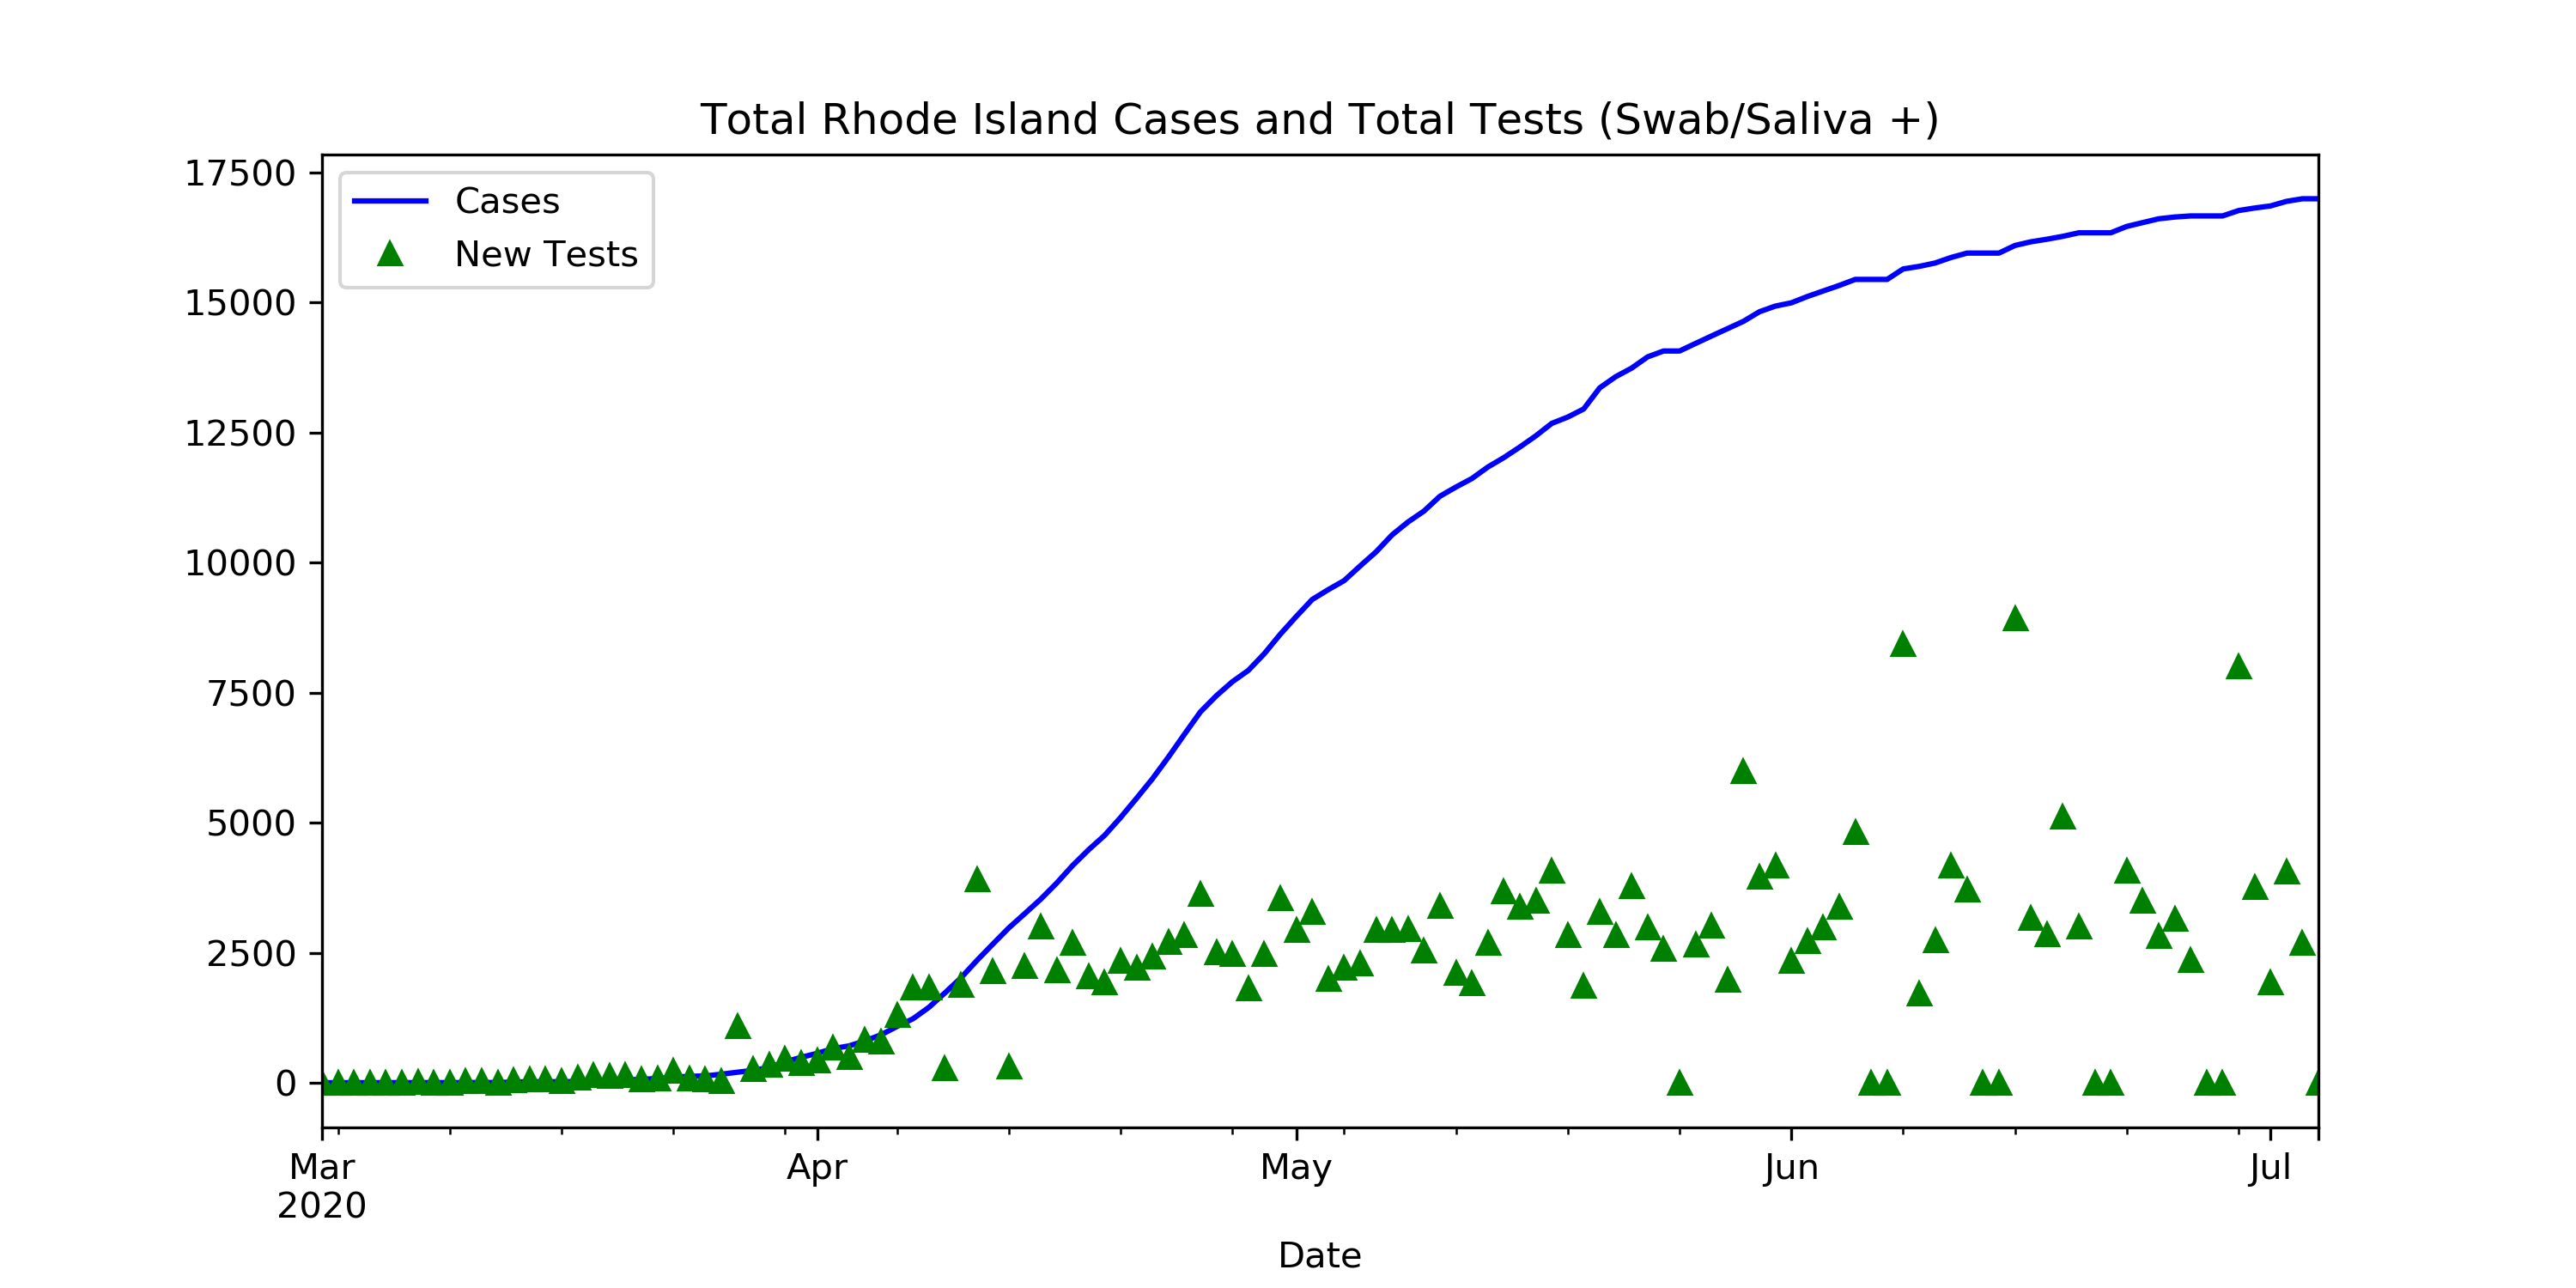 Total Rhode Island Cases and Total Tests (Swab/Saliva +)
17500
Cases
New Tests
15000
12500
10000
7500
5000
2500
0
Mar Apr May Jun Jul
2020
Date